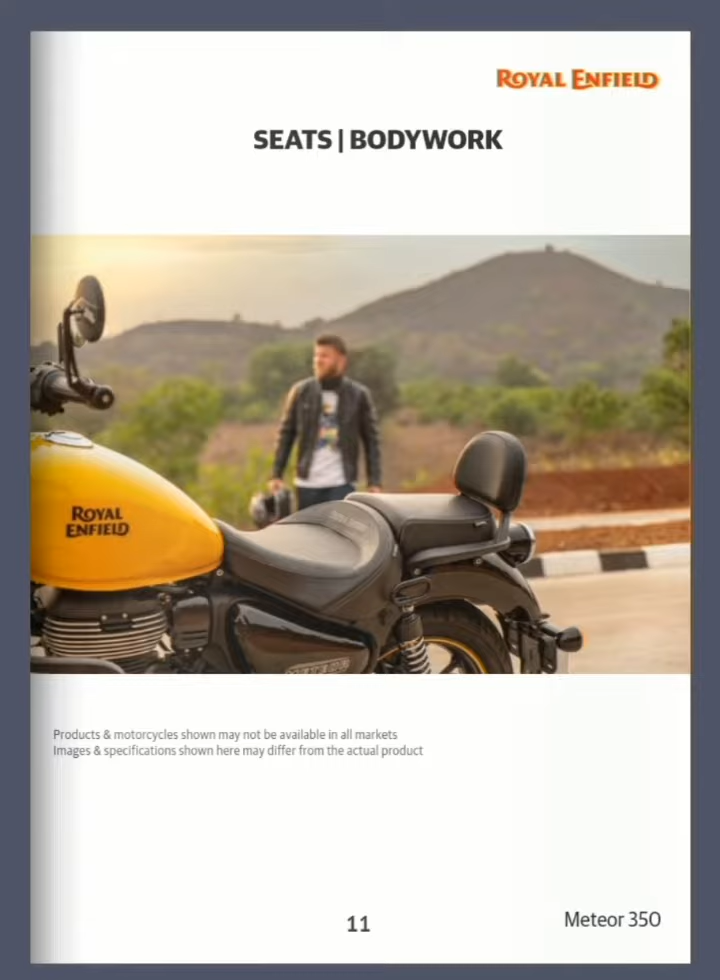 ROYAL ENFIELD
SEATS | BODYWORK
ROYAL
ENFIELD
Products & motorcycles shown may not be available in all markets
Images & specifications shown here may differ from the actual product
11
Meteor 350